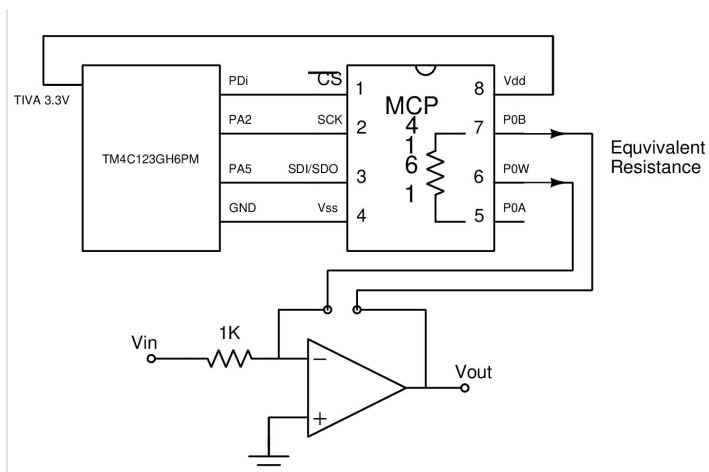 TIVA 3.3V
TM4C123GH6PM
PDi
PA2
PA5
GND
CS
SCK
SDI/SDO
Vss
1
2
3
4
MCP
4
1
6
1
8
7
6
5
Vdd
P0B
P0W
P0A
Equvivalent
Resistance
Vin
1K
−
+
Vout